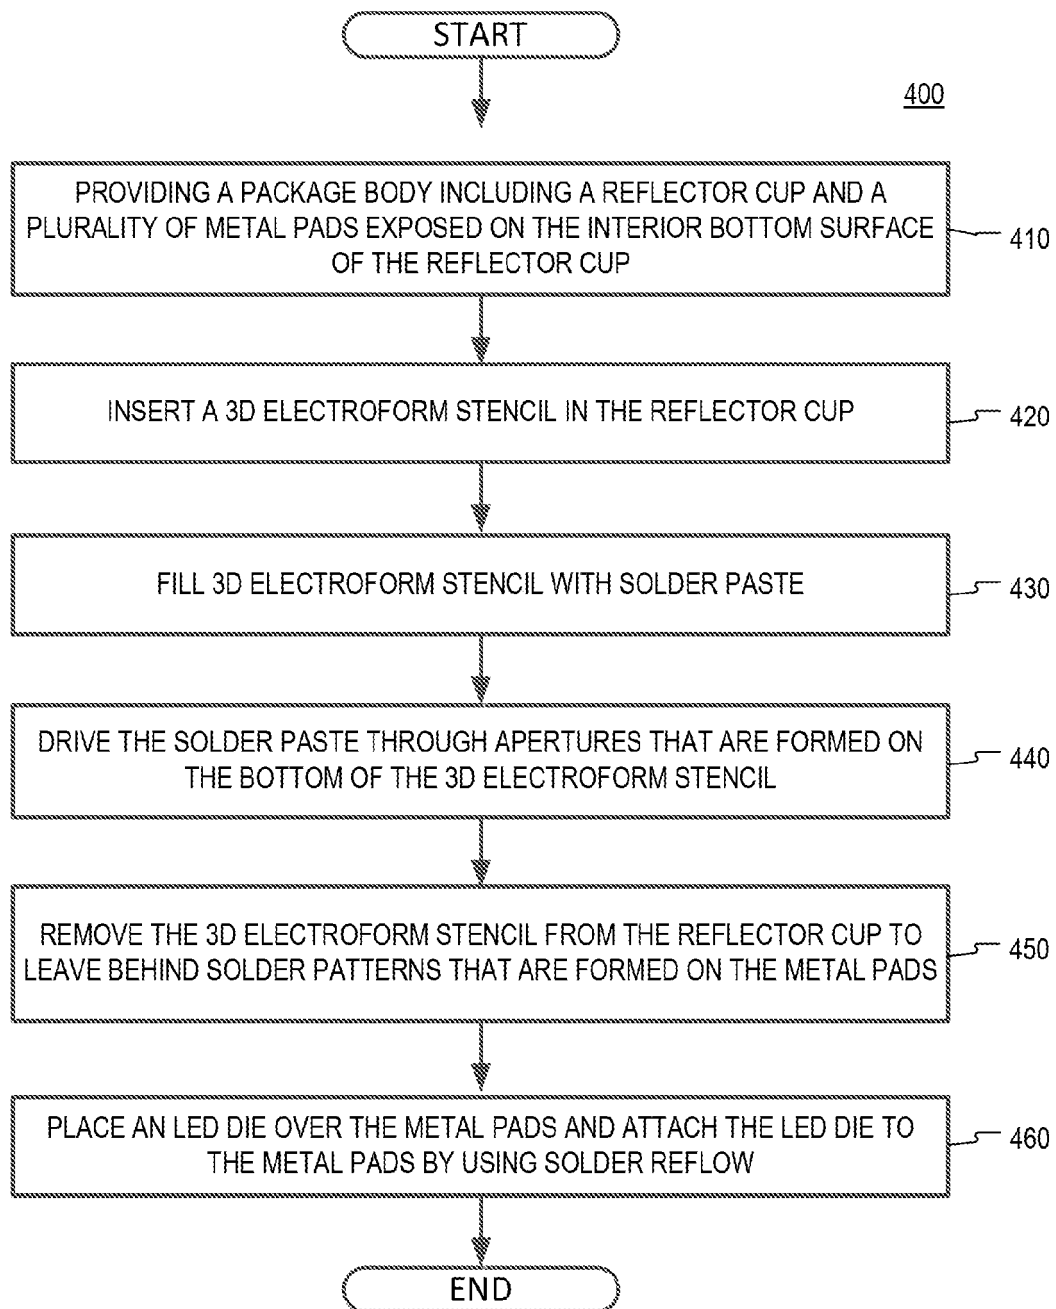 START
400
PROVIDING A PACKAGE BODY INCLUDING A REFLECTOR CUP AND A
PLURALITY OF METAL PADS EXPOSED ON THE INTERIOR BOTTOM SURFACE
OF THE REFLECTOR CUP
410
INSERT A 3D ELECTROFORM STENCIL IN THE REFLECTOR CUP
420
FILL 3D ELECTROFORM STENCIL WITH SOLDER PASTE
430
DRIVE THE SOLDER PASTE THROUGH APERTURES THAT ARE FORMED ON
THE BOTTOM OF THE 3D ELECTROFORM STENCIL
440
REMOVE THE 3D ELECTROFORM STENCIL FROM THE REFLECTOR CUP TO
LEAVE BEHIND SOLDER PATTERNS THAT ARE FORMED ON THE METAL PADS
450
PLACE AN LED DIE OVER THE METAL PADS AND ATTACH THE LED DIE TO
THE METAL PADS BY USING SOLDER REFLOW
460
END